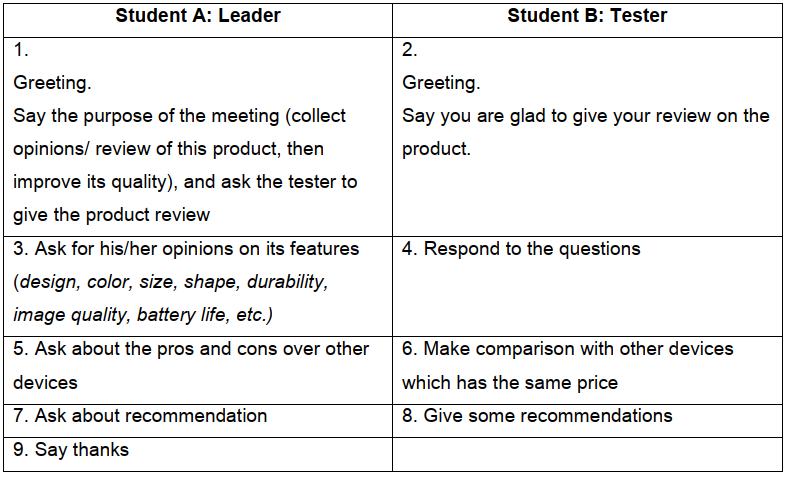 Student A: Leader
Student B: Tester
1.
Greeting.
Say the purpose of the meeting (collect
opinions/ review of this product, then
improve its quality), and ask the tester to
give the product review
2.
Greeting.
Say you are glad to give your review on the
product.
3. Ask for his/her opinions on its features
(design, color, size, shape, durability,
image quality, battery life, etc.)
4. Respond to the questions
5. Ask about the pros and cons over other
devices
6. Make comparison with other devices
which has the same price
7. Ask about recommendation
8. Give some recommendations
9. Say thanks